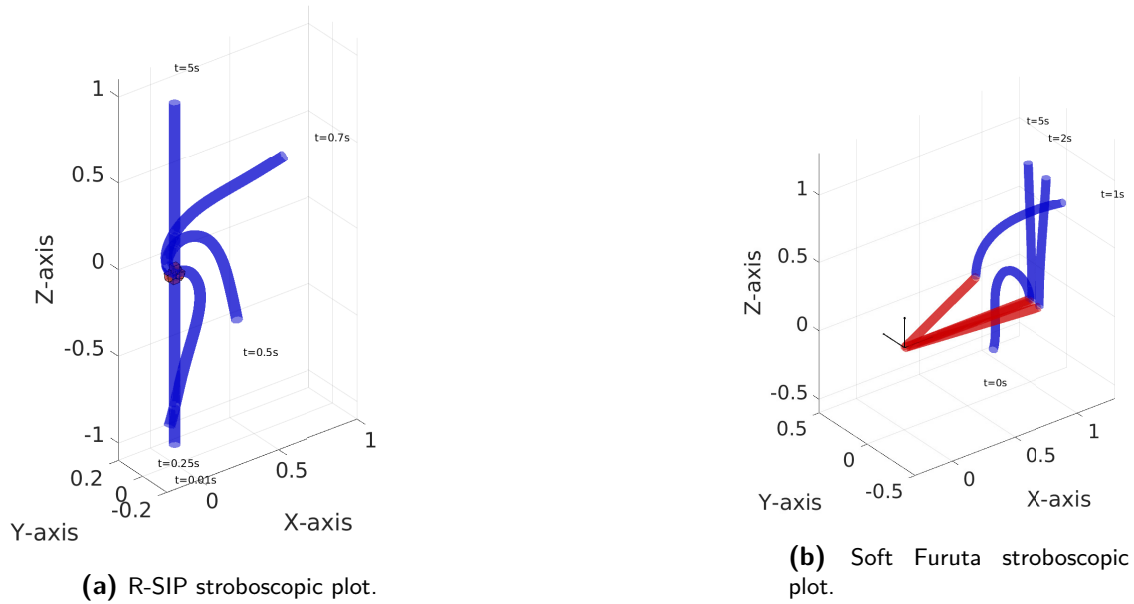 t=5s
1
t=0.7s
0.5
Z-axis
0
-0.5
t=0.5s
-1
t=0.25s
t=0.01s
0.2
0
-0.2
Y-axis
0
0.5
1
X-axis
(a) R-SIP stroboscopic plot.
t=5s
t=2s
t=1s
1
0.5
Z-axis
0
-0.5
t=0s
0.5
0
-0.5
Y-axis
0
0.5
1
X-axis
(b) Soft Furuta stroboscopic
plot.